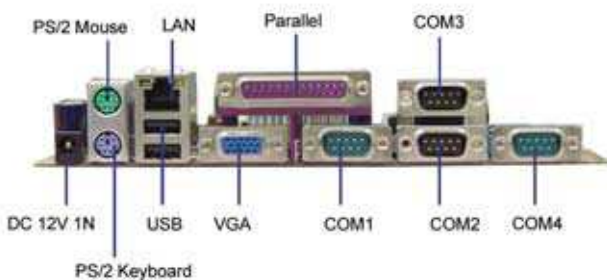 PS/2 Mouse
LAN
Parallel
COM3
DC 12V 1N
USB
VGA
COM1
COM2
COM4
PS/2 Keyboard